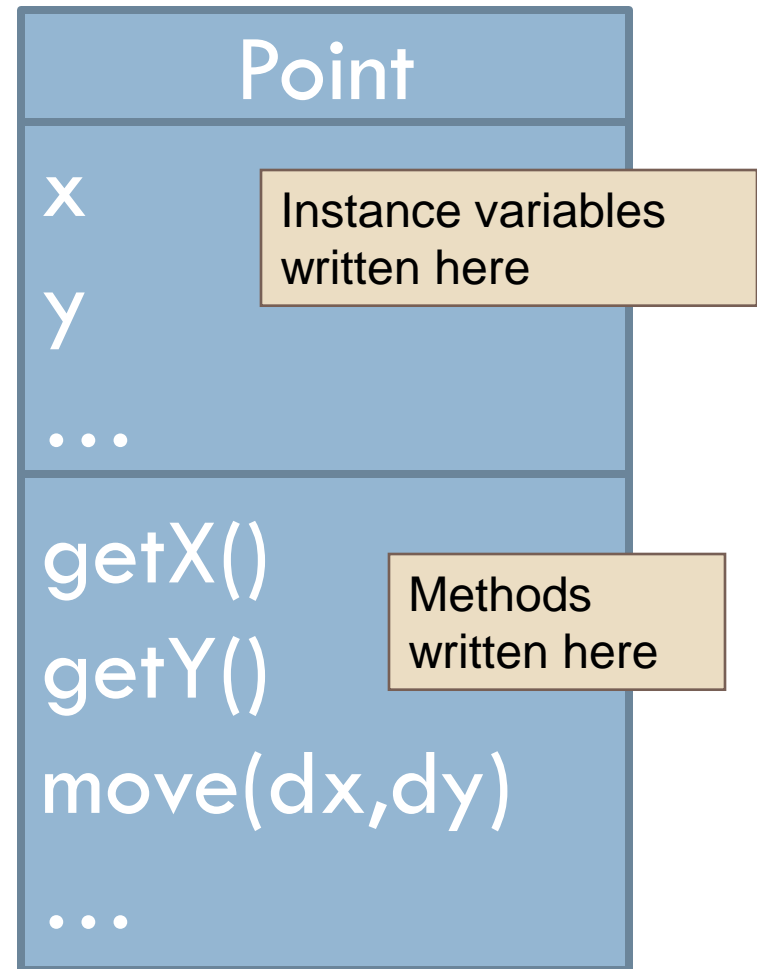 Point
x
Instance variables
written here
y
...
getX()
Methods
written here
getY()
move(dx,dy)
...